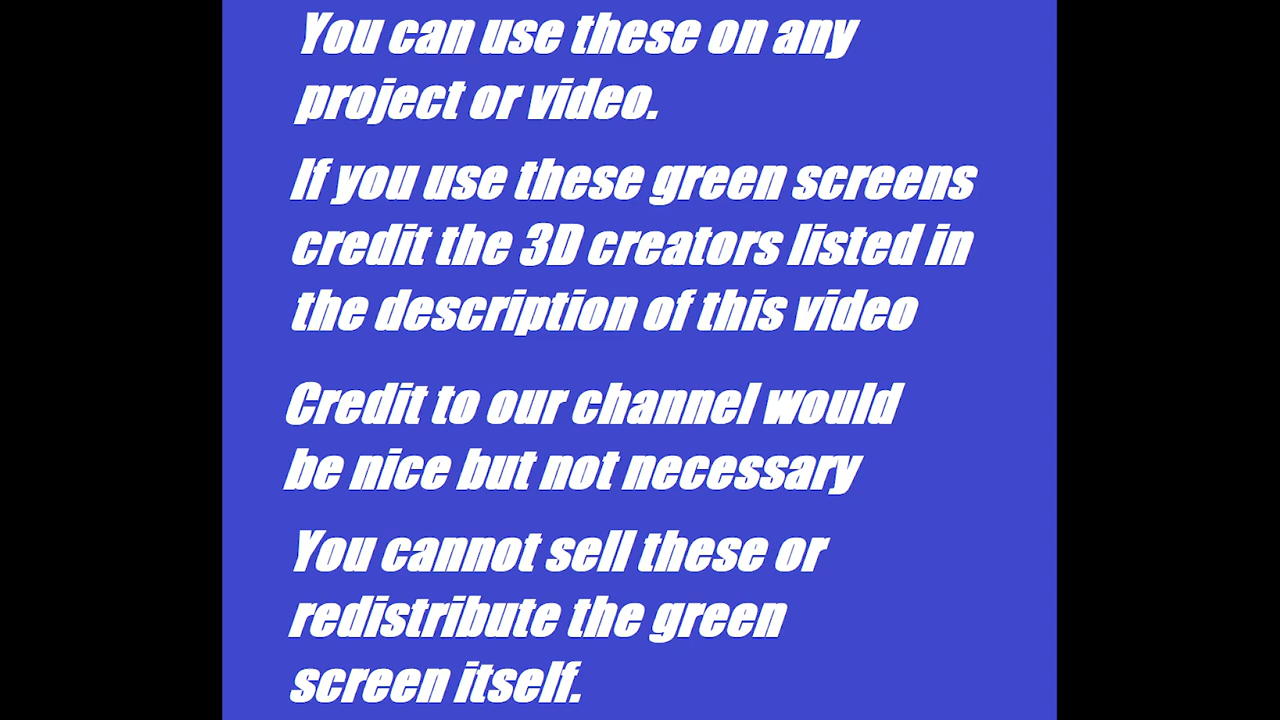 You can use these on any
project or video.
If you use these green screens
credit the 3D creators listed in
the description of this video
Credit to our channel would
be nice but not necessary
You cannot sell these or
redistribute the green
screen itself.